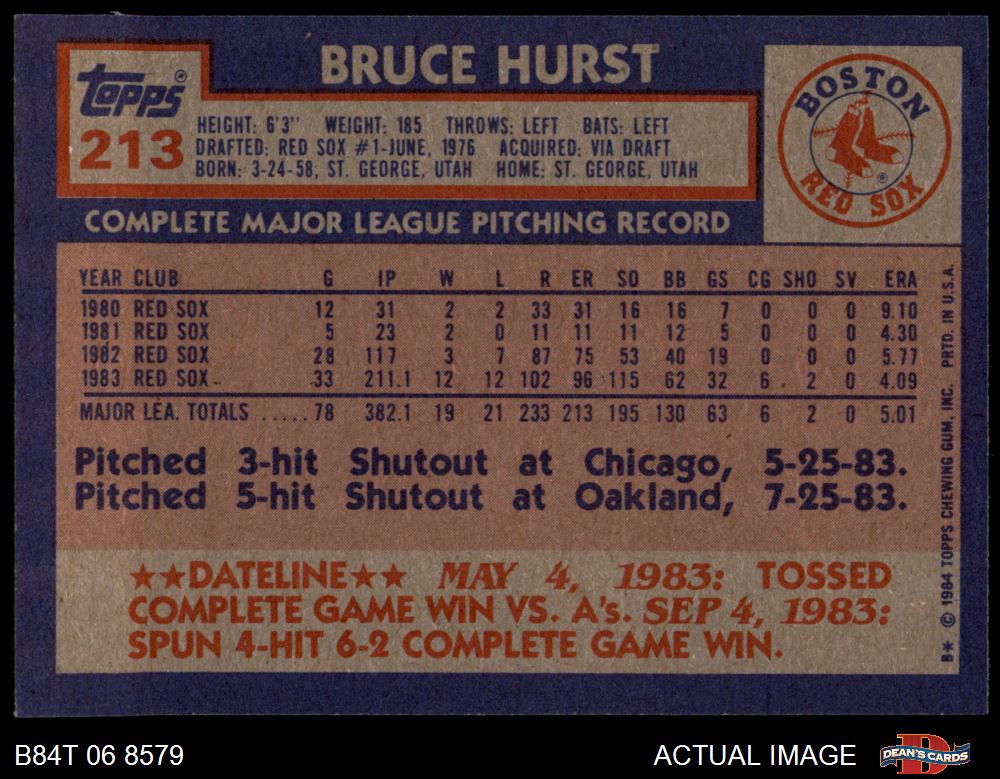 BRUCE HURST
Topps®
213
HEIGHT: 6'3" WEIGHT: 185 THROWS: LEFT BATS: LEFT
DRAFTED: RED SOX #1-JUNE, 1976 ACQUIRED: VIA DRAFT
BORN: 3-24-58, ST. GEORGE, UTAH HOME: ST. GEORGE, UTAH
BOSTON
RED SOX
®
COMPLETE MAJOR LEAGUE PITCHING RECORD
YEAR CLUB G IP W L R ER SO BB GS CG SHO SV ERA
1980 RED SOX 12 31 2 2 33 31 16 16 7 0 0 0 9.10
1981 RED SOX 5 23 2 0 11 11 11 12 5 0 0 0 4.30
1982 RED SOX 28 117 3 7 87 75 53 40 19 0 0 0 5.77
1983 RED SOX 33 211.1 12 12 102 96 115 62 32 6 2 0 4.09
MAJOR LEA. TOTALS ..... 78 382.1 19 21 233 213 195 130 63 6 2 0 5.01
Pitched 3-hit Shutout at Chicago, 5-25-83.
Pitched 5-hit Shutout at Oakland, 7-25-83.
★★DATELINE★★ MAY 4, 1983: TOSSED
COMPLETE GAME WIN VS. A's. SEP 4, 1983:
SPUN 4-HIT 6-2 COMPLETE GAME WIN.
B* © 1984 TOPPS CHEWING GUM, INC. PRTD. IN U.S.A.
B84T 06 8579
ACTUAL IMAGE
DEAN'S CARDS